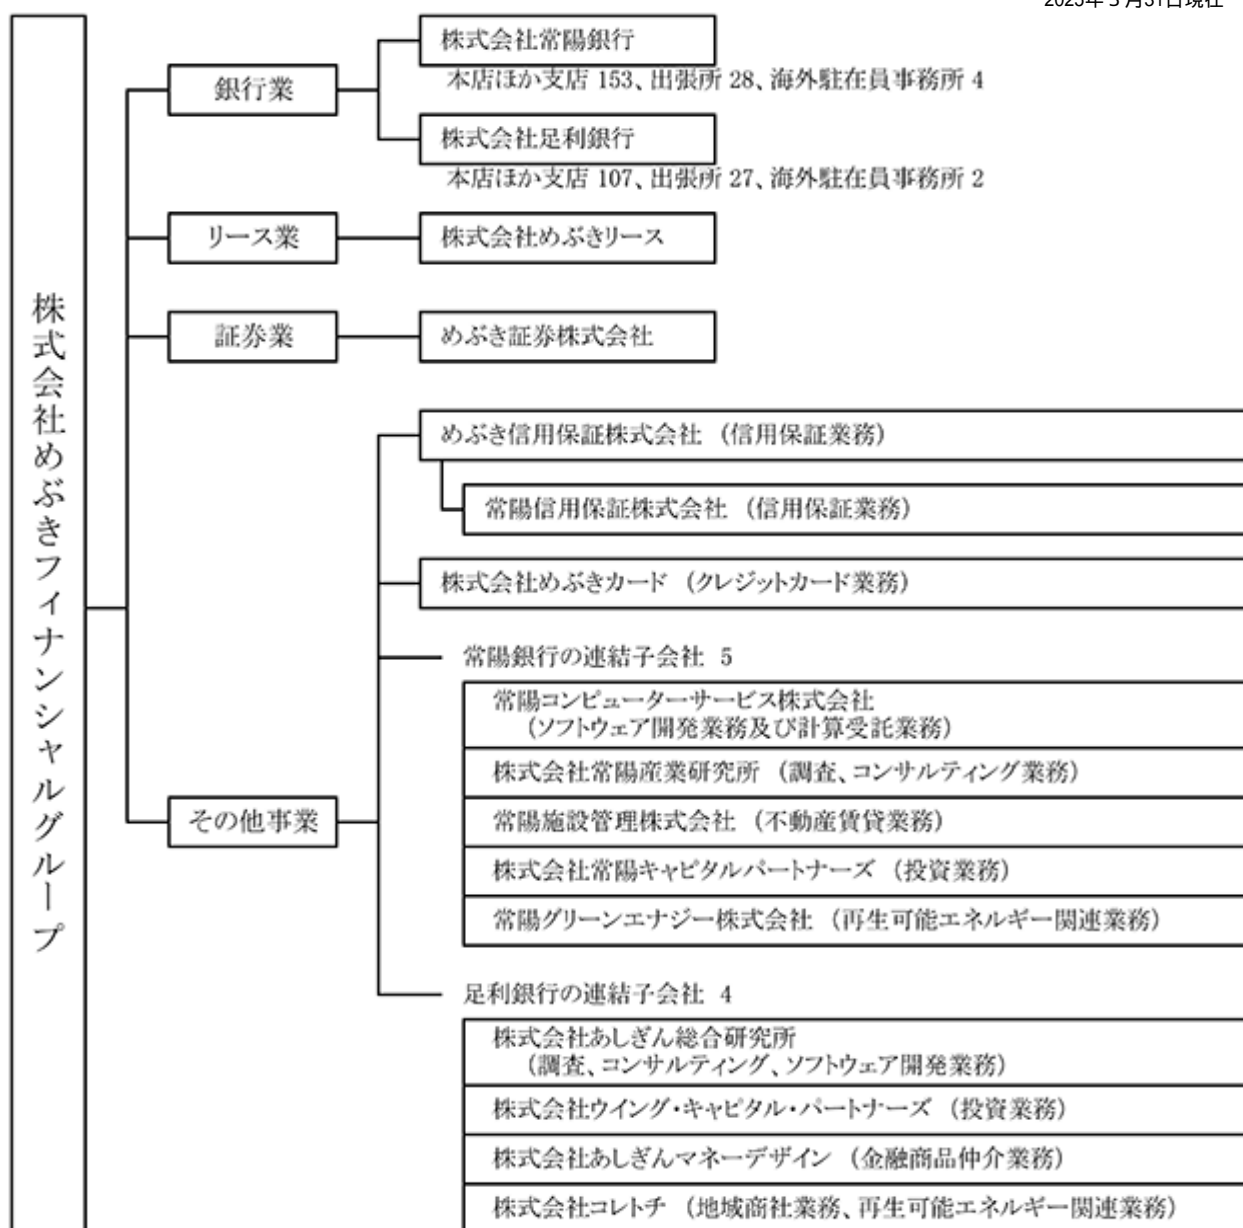 2025年3月31日現在
株式会社めぶきフィナンシャルグループ
銀行業
株式会社常陽銀行
本店ほか支店 153、出張所 28、海外駐在員事務所 4
株式会社足利銀行
本店ほか支店 107、出張所 27、海外駐在員事務所 2
リース業
株式会社めぶきリース
証券業
めぶき証券株式会社
その他事業
めぶき信用保証株式会社 (信用保証業務)
常陽信用保証株式会社 (信用保証業務)
株式会社めぶきカード (クレジットカード業務)
常陽銀行の連結子会社 5
常陽コンピューターサービス株式会社
(ソフトウェア開発業務及び計算受託業務)
株式会社常陽産業研究所 (調査、コンサルティング業務)
常陽施設管理株式会社 (不動産賃貸業務)
株式会社常陽キャピタルパートナーズ (投資業務)
常陽グリーンエナジー株式会社 (再生可能エネルギー関連業務)
足利銀行の連結子会社 4
株式会社あしぎん総合研究所
(調査、コンサルティング、ソフトウェア開発業務)
株式会社ウイング・キャピタル・パートナーズ (投資業務)
株式会社あしぎんマネーデザイン (金融商品仲介業務)
株式会社コレトチ (地域商社業務、再生可能エネルギー関連業務)